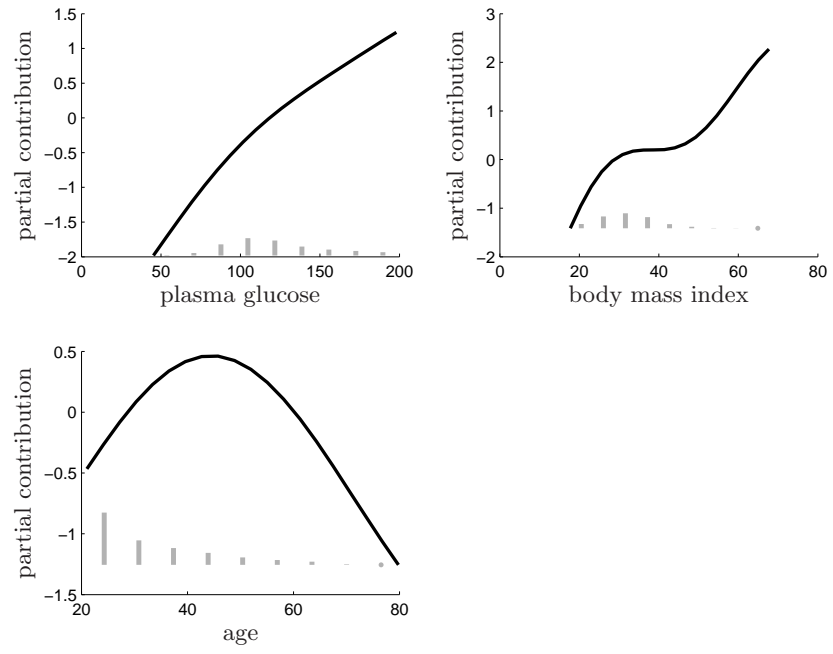 1.5
1
0.5
0
−0.5
−1
−1.5
−2
0 50 100 150 200
partial contribution
plasma glucose
3
2
1
0
−1
−2
0 20 40 60 80
partial contribution
body mass index
0.5
0
−0.5
−1
−1.5
20 40 60 80
partial contribution
age